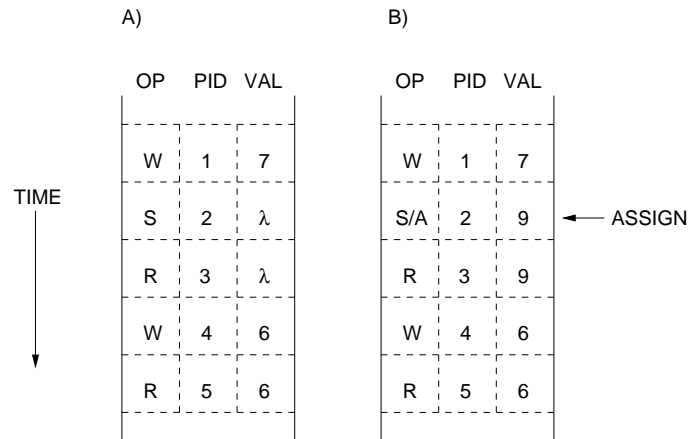 A) B)
OP PID VAL OP PID VAL
W 1 7 W 1 7
TIME S 2 λ S/A 2 9 ASSIGN
R 3 λ R 3 9
W 4 6 W 4 6
R 5 6 R 5 6